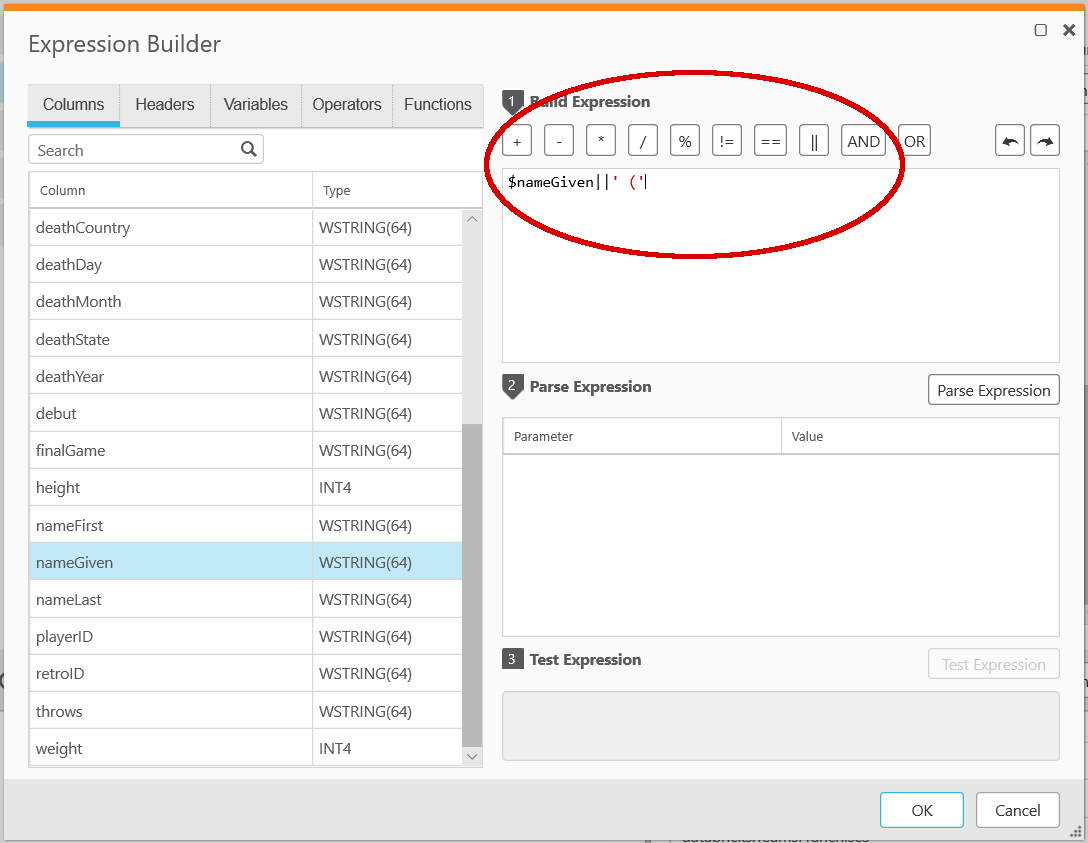 Expression Builder
Columns Headers Variables Operators Functions
Search
Column Type
deathCountry WSTRING(64)
deathDay WSTRING(64)
deathMonth WSTRING(64)
deathState WSTRING(64)
deathYear WSTRING(64)
debut WSTRING(64)
finalGame WSTRING(64)
height INT4
nameFirst WSTRING(64)
nameGiven WSTRING(64)
nameLast WSTRING(64)
playerID WSTRING(64)
retroID WSTRING(64)
throws WSTRING(64)
weight INT4
1 Build Expression
+ - * / % != == || AND OR
$nameGiven||' ('
2 Parse Expression Parse Expression
Parameter Value
3 Test Expression Test Expression
OK Cancel